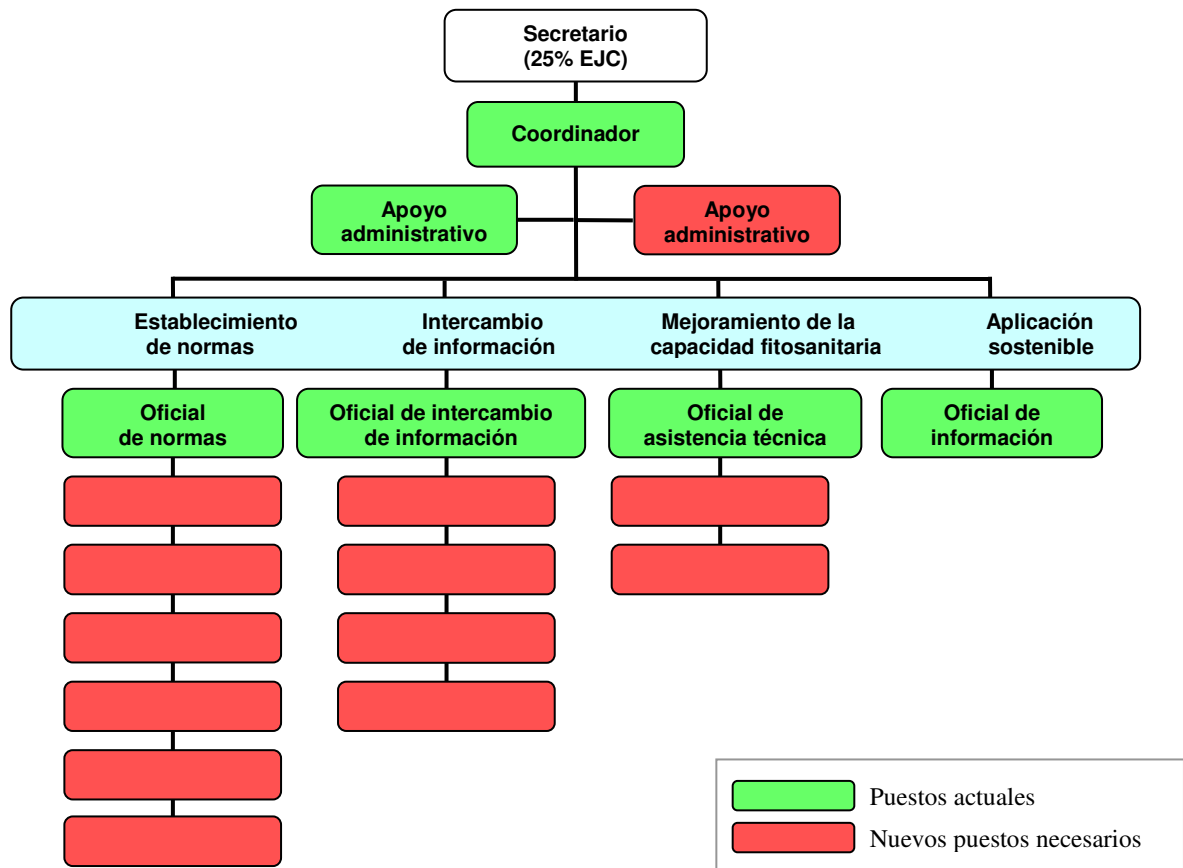 Secretario
(25% EJC)
Coordinador
Apoyo
administrativo
Apoyo
administrativo
Establecimiento
de normas
Intercambio
de información
Mejoramiento de la
capacidad fitosanitaria
Aplicación
sostenible
Oficial
de normas
Oficial de intercambio
de información
Oficial de
asistencia técnica
Oficial de
información
Puestos actuales
Nuevos puestos necesarios